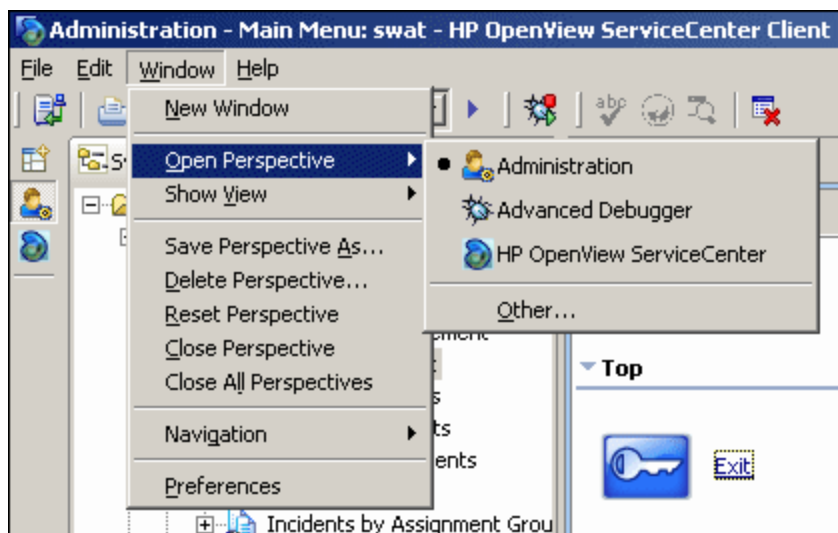 Administration - Main Menu: swat - HP OpenView ServiceCenter Client
File Edit Window Help
New Window
Open Perspective
Show View
Save Perspective As...
Delete Perspective...
Reset Perspective
Close Perspective
Close All Perspectives
Navigation
Preferences
Administration
Advanced Debugger
HP OpenView ServiceCenter
Other...
abc
Top
Exit
ents
Incidents by Assignment Grou